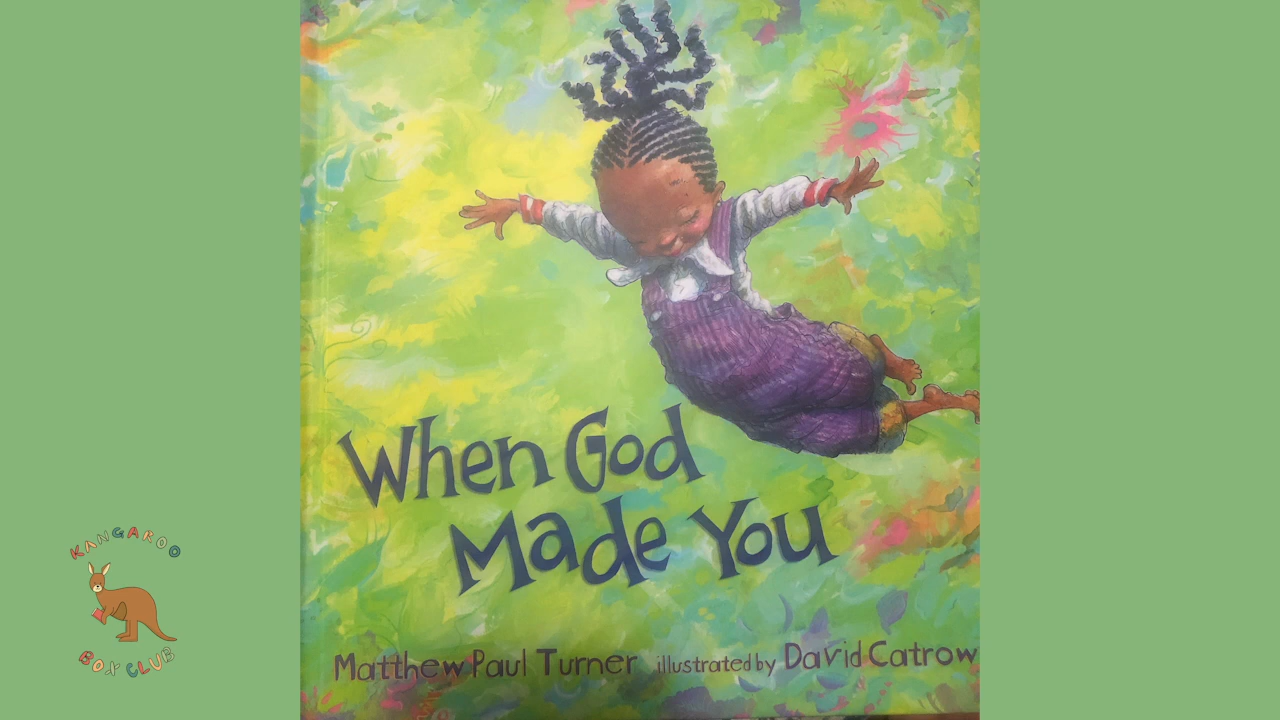 When God
Made You
Matthew Paul Turner illustrated by David Catrow
KANGAROO
BOX CLUB